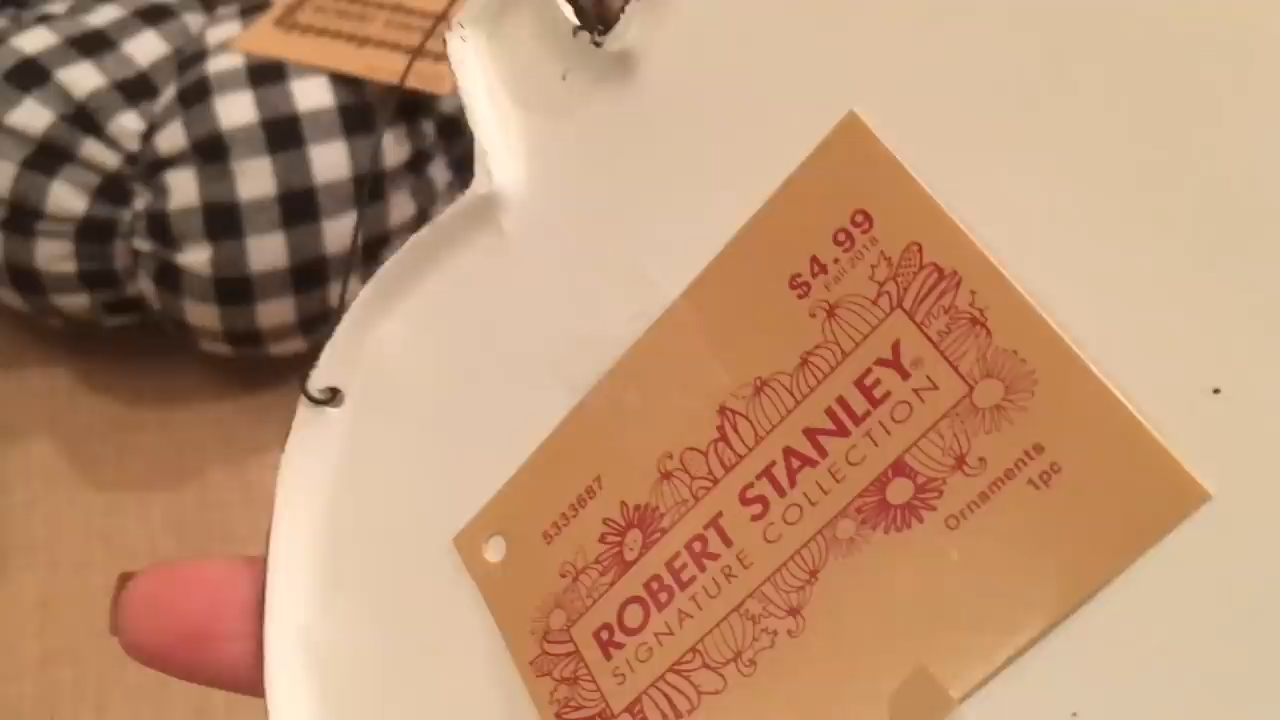 $4.99
Fall 2018
5333687
ROBERT STANLEY®
SIGNATURE COLLECTION
Ornaments
1pc